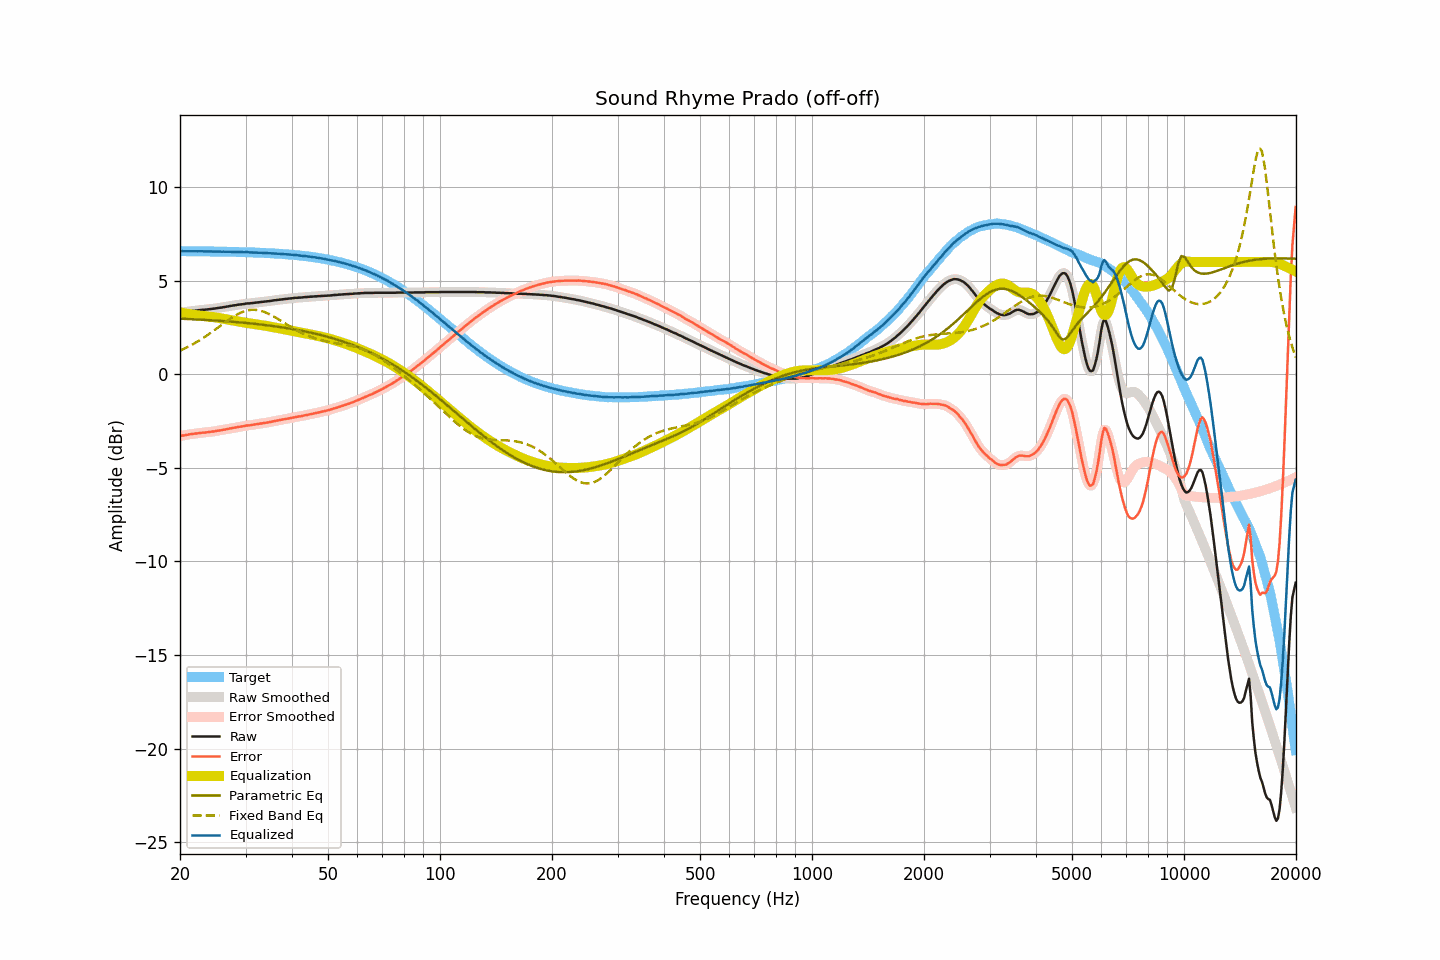 Sound Rhyme Prado (off-off)
Amplitude (dBr)
10
5
0
−5
−10
−15
−20
−25
Target
Raw Smoothed
Error Smoothed
Raw
Error
Equalization
Parametric Eq
Fixed Band Eq
Equalized
20 50 100 200 500 1000 2000 5000 10000 20000
Frequency (Hz)